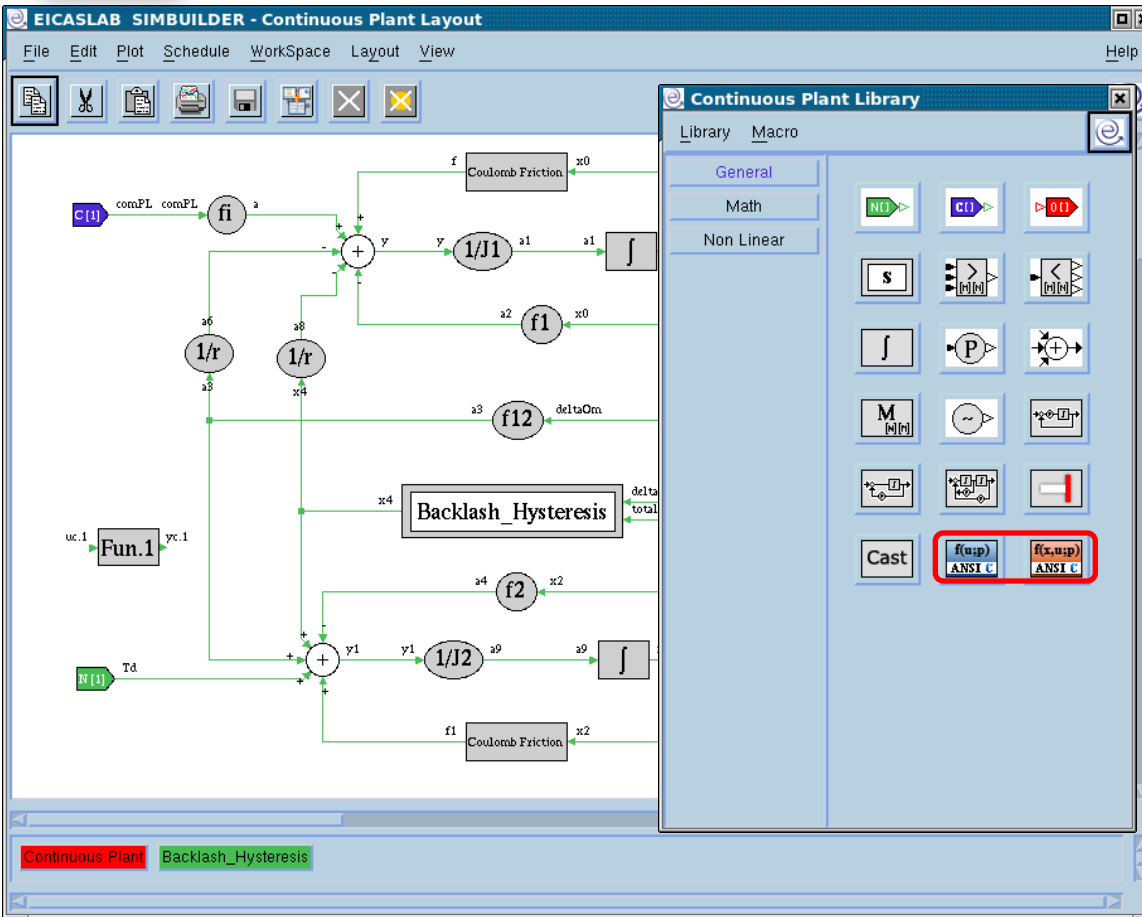 EICASLAB SIMBUILDER - Continuous Plant Layout
File Edit Plot Schedule WorkSpace Layout View Help
Continuous Plant Library
Library Macro
General
Math
Non Linear
N[] C[] O[]
S > [M][N] < [M][N]
∫ P +
M [N][M] ~
Cast f(u;p) ANSI C f(x,u;p) ANSI C
f Coulomb Friction x0
C[1] comPL comPL fi a
+ + - - -
+ y y 1/J1 a1 a1 ∫
a2 f1 x0
a6 a8
1/r 1/r
a3 x4
a3 f12 deltaOm
x4 Backlash_Hysteresis delta
total
uc.1 Fun.1 yc.1
a4 f2 x2
+ - + + +
+ y1 y1 1/J2 a9 a9 ∫
N[1] Td
f1 Coulomb Friction x2
Continuous Plant Backlash_Hysteresis